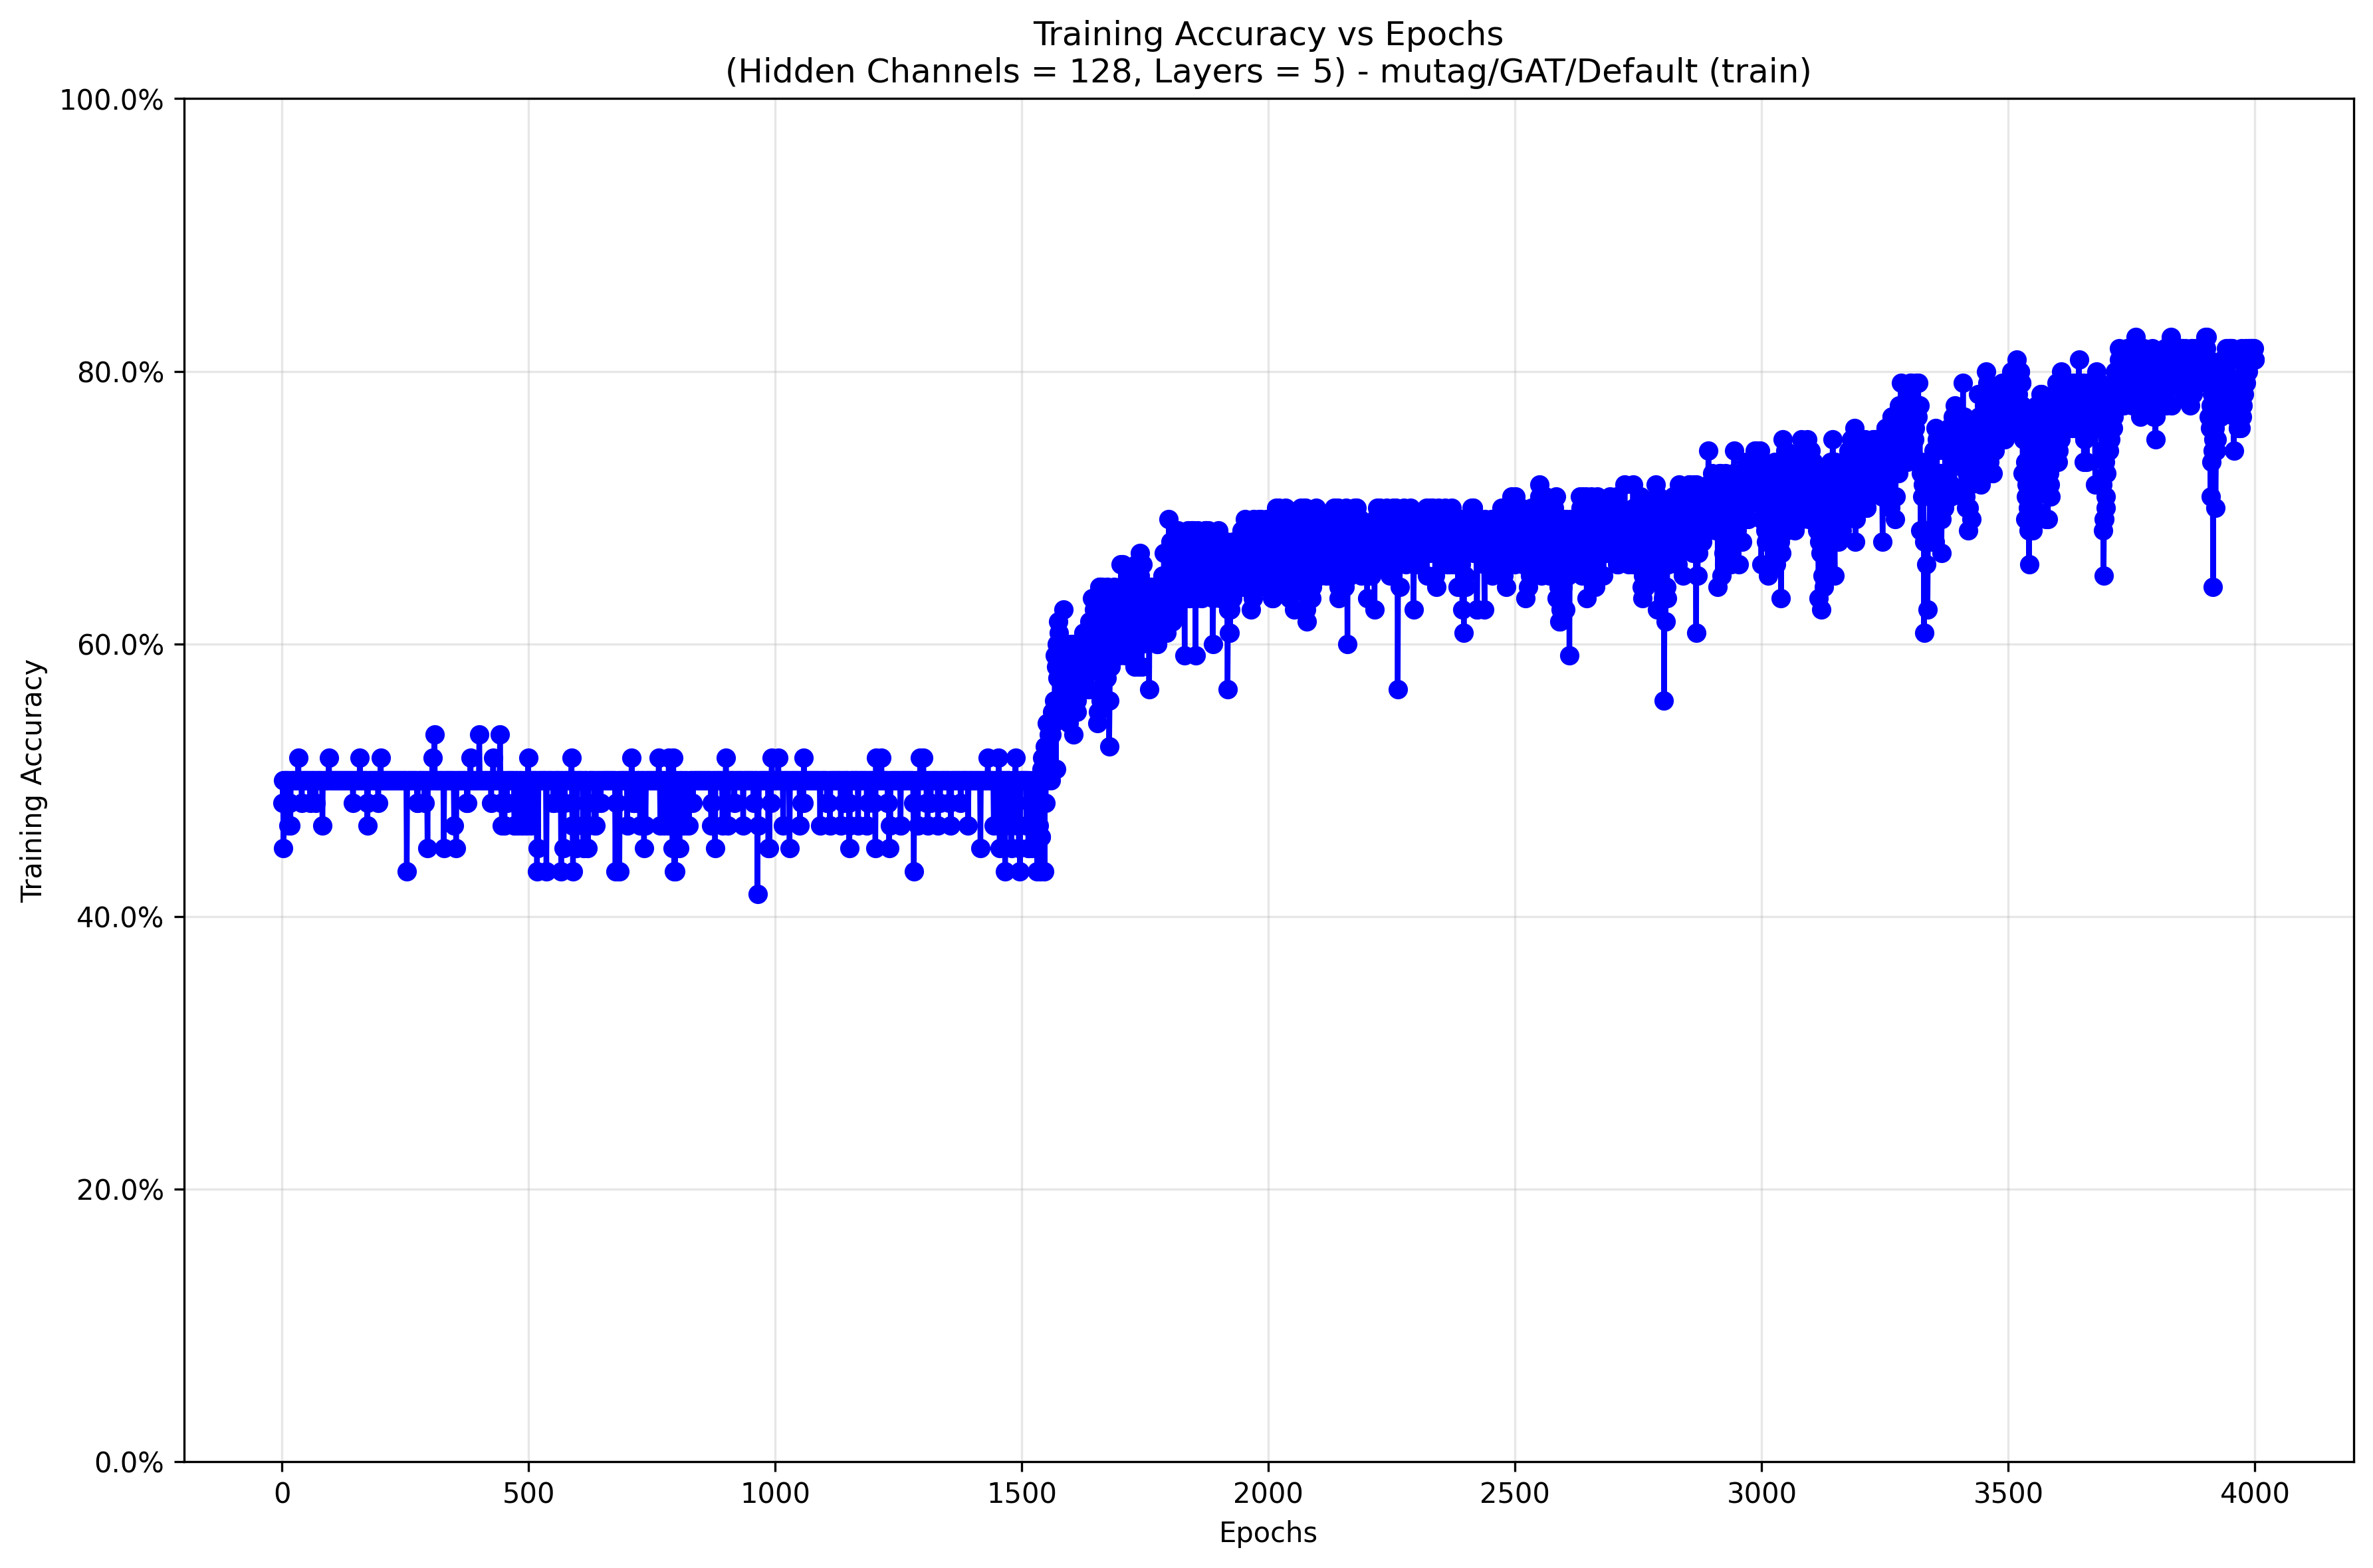 Training Accuracy vs Epochs
(Hidden Channels = 128, Layers = 5) - mutag/GAT/Default (train)
100.0%
80.0%
60.0%
40.0%
20.0%
0.0%
Training Accuracy
0 500 1000 1500 2000 2500 3000 3500 4000
Epochs